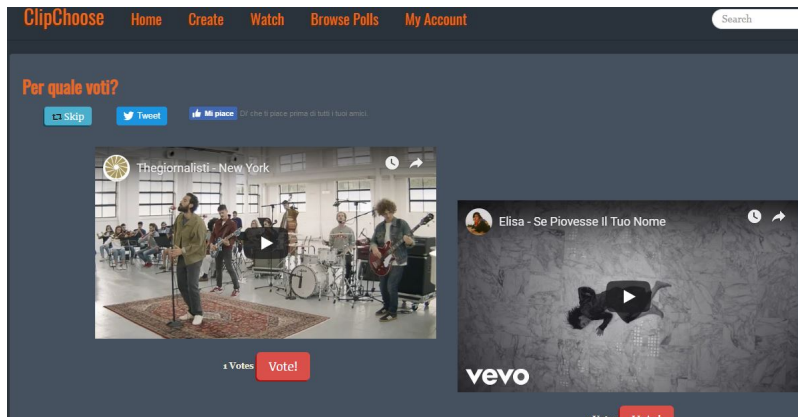 ClipChoose
Home
Create
Watch
Browse Polls
My Account
Search
Per quale voti?
Skip
Tweet
Mi piace
Di' che ti piace prima di tutti i tuoi amici.
Thegiornalisti - New York
Elisa - Se Piovesse Il Tuo Nome
vevo
1 Votes
Vote!